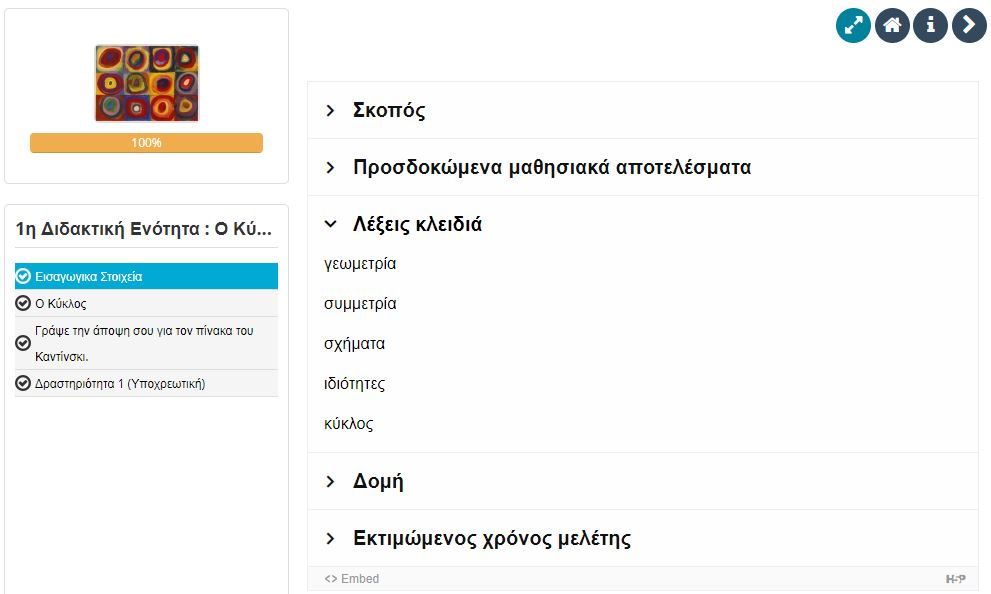 100%
1η Διδακτική Ενότητα : Ο Κύ...
Εισαγωγικα Στοιχεία
Ο Κύκλος
Γράψε την άποψη σου για τον πίνακα του
Καντίνσκι.
Δραστηριότητα 1 (Υποχρεωτική)
Σκοπός
Προσδοκώμενα μαθησιακά αποτελέσματα
Λέξεις κλειδιά
γεωμετρία
συμμετρία
σχήματα
ιδιότητες
κύκλος
Δομή
Εκτιμώμενος χρόνος μελέτης
<> Embed
H-P